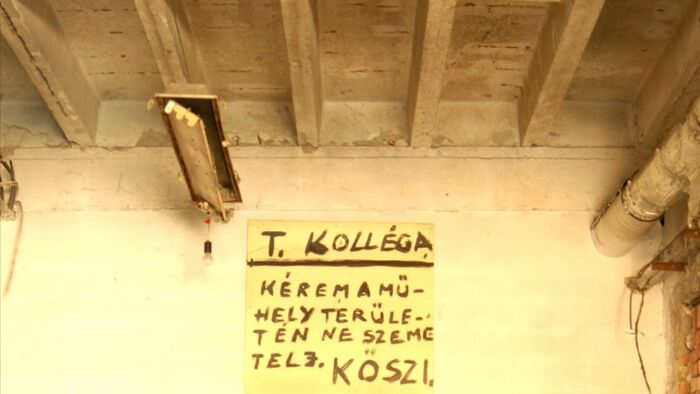 T. KOLLÉGA
KÉREM A MŰ-
HELY TERÜLE-
TÉN NE SZEME
TELJ. KÖSZI.